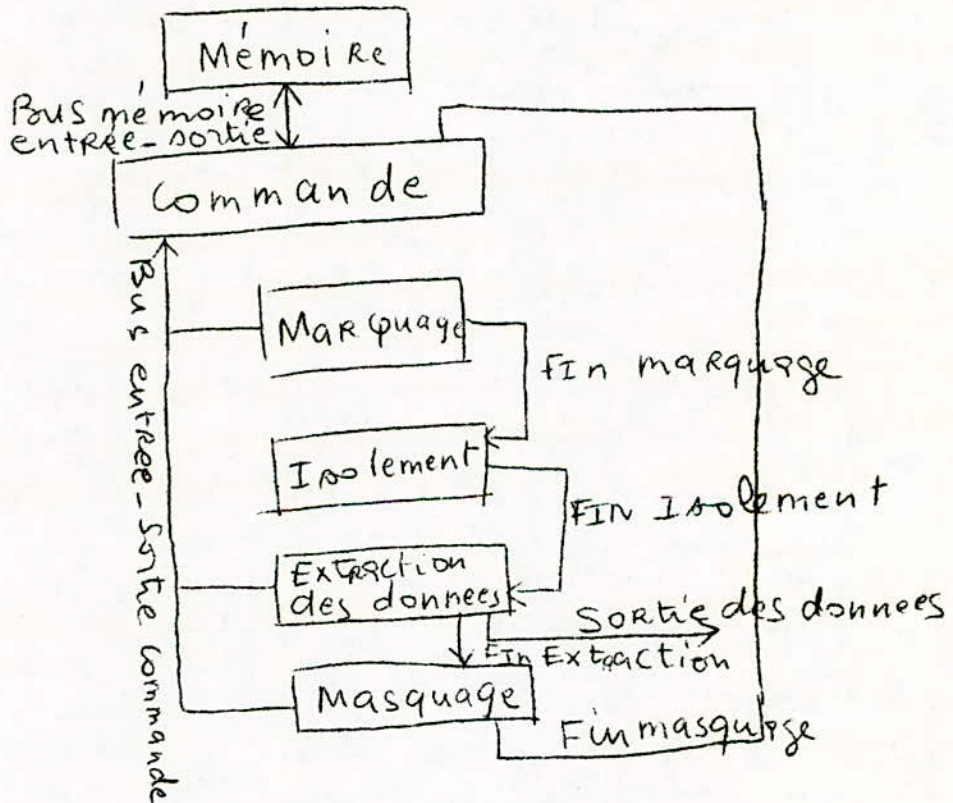 Mémoire
Bus mémoire
entrée-sortie
Commande
Bus entrée-sortie commande
Marquage
FIn marquage
Isolement
FIN Isolement
Extraction
des données
Sortie des donnees
FIn Extraction
Masquage
Fin masquage